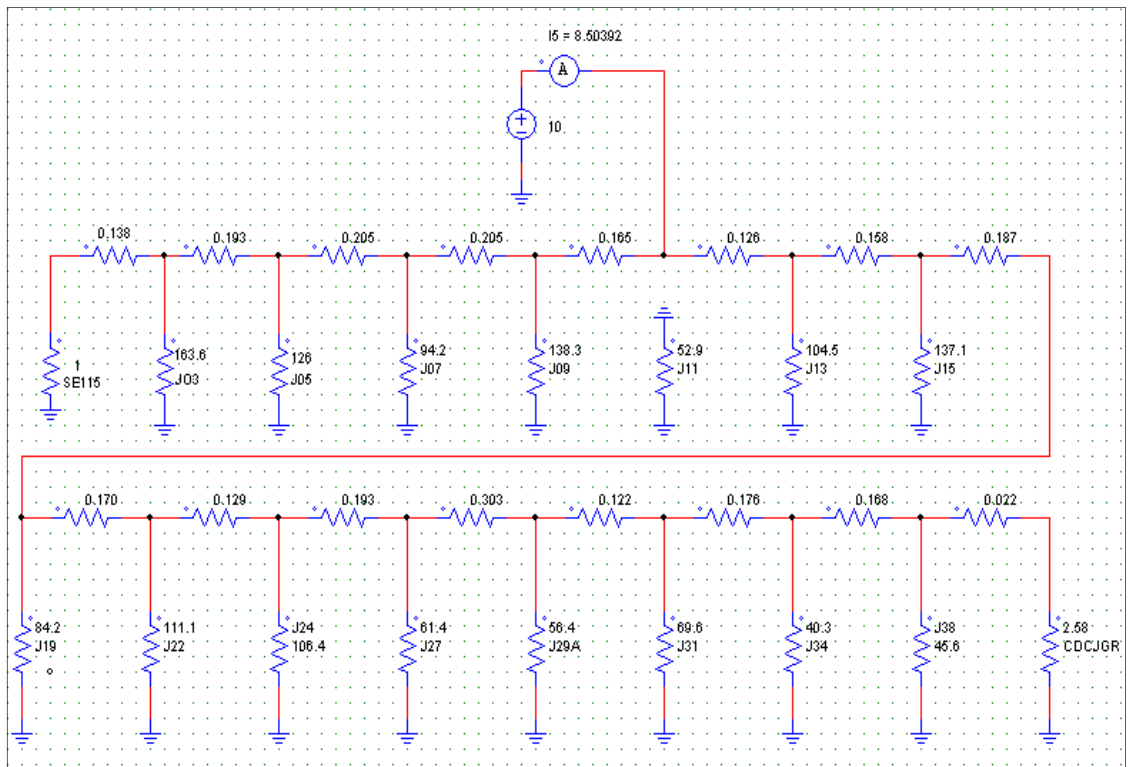 I5 = 8.50392
A
10
0.138
0.193
0.205
0.205
0.165
0.126
0.158
0.187
1
SE115
163.6
J03
126
J05
94.2
J07
138.3
J09
52.9
J11
104.5
J13
137.1
J15
0.170
0.129
0.193
0.303
0.122
0.176
0.168
0.022
84.2
J19
111.1
J22
J24
106.4
61.4
J27
56.4
J29A
69.6
J31
40.3
J34
J38
45.6
2.58
CDCJGR